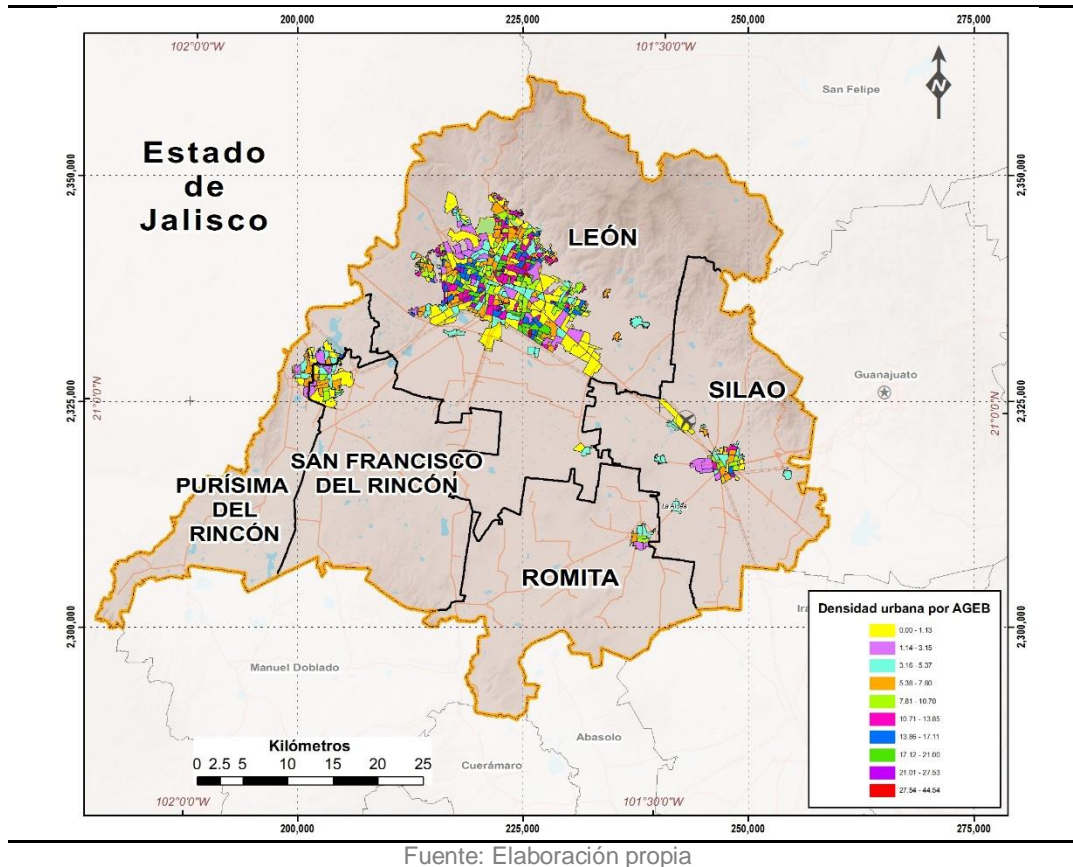 200,000 225,000 250,000 275,000
102°0'0"W 101°30'0"W
N
San Felipe
Estado
de
Jalisco
2,350,000 2,350,000
LEÓN
Guanajuato
SILAO
2,325,000 2,325,000
21°0'0"N 21°0'0"N
SAN FRANCISCO
DEL RINCÓN
PURÍSIMA
DEL
RINCÓN
ROMITA
Densidad urbana por AGEB
0.00 - 1.13
1.14 - 3.15
3.16 - 5.37
5.38 - 7.80
7.81 - 10.70
10.71 - 13.85
13.86 - 17.11
17.12 - 21.00
21.01 - 27.53
27.54 - 44.54
2,300,000 2,300,000
Manuel Doblado
Abasolo
Cuerámaro
Kilómetros
0 2.5 5 10 15 20 25
102°0'0"W 101°30'0"W
200,000 225,000 250,000 275,000
Fuente: Elaboración propia